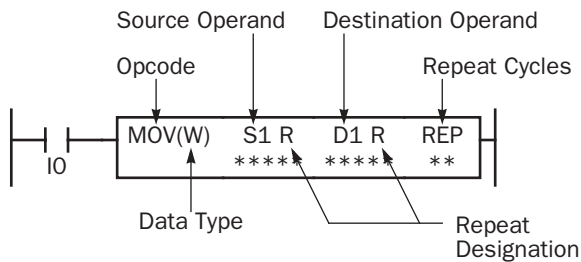 Source Operand Destination Operand
Opcode Repeat Cycles
MOV(W) S1 R D1 R REP
I0 ***** ***** **
Data Type Repeat
Designation